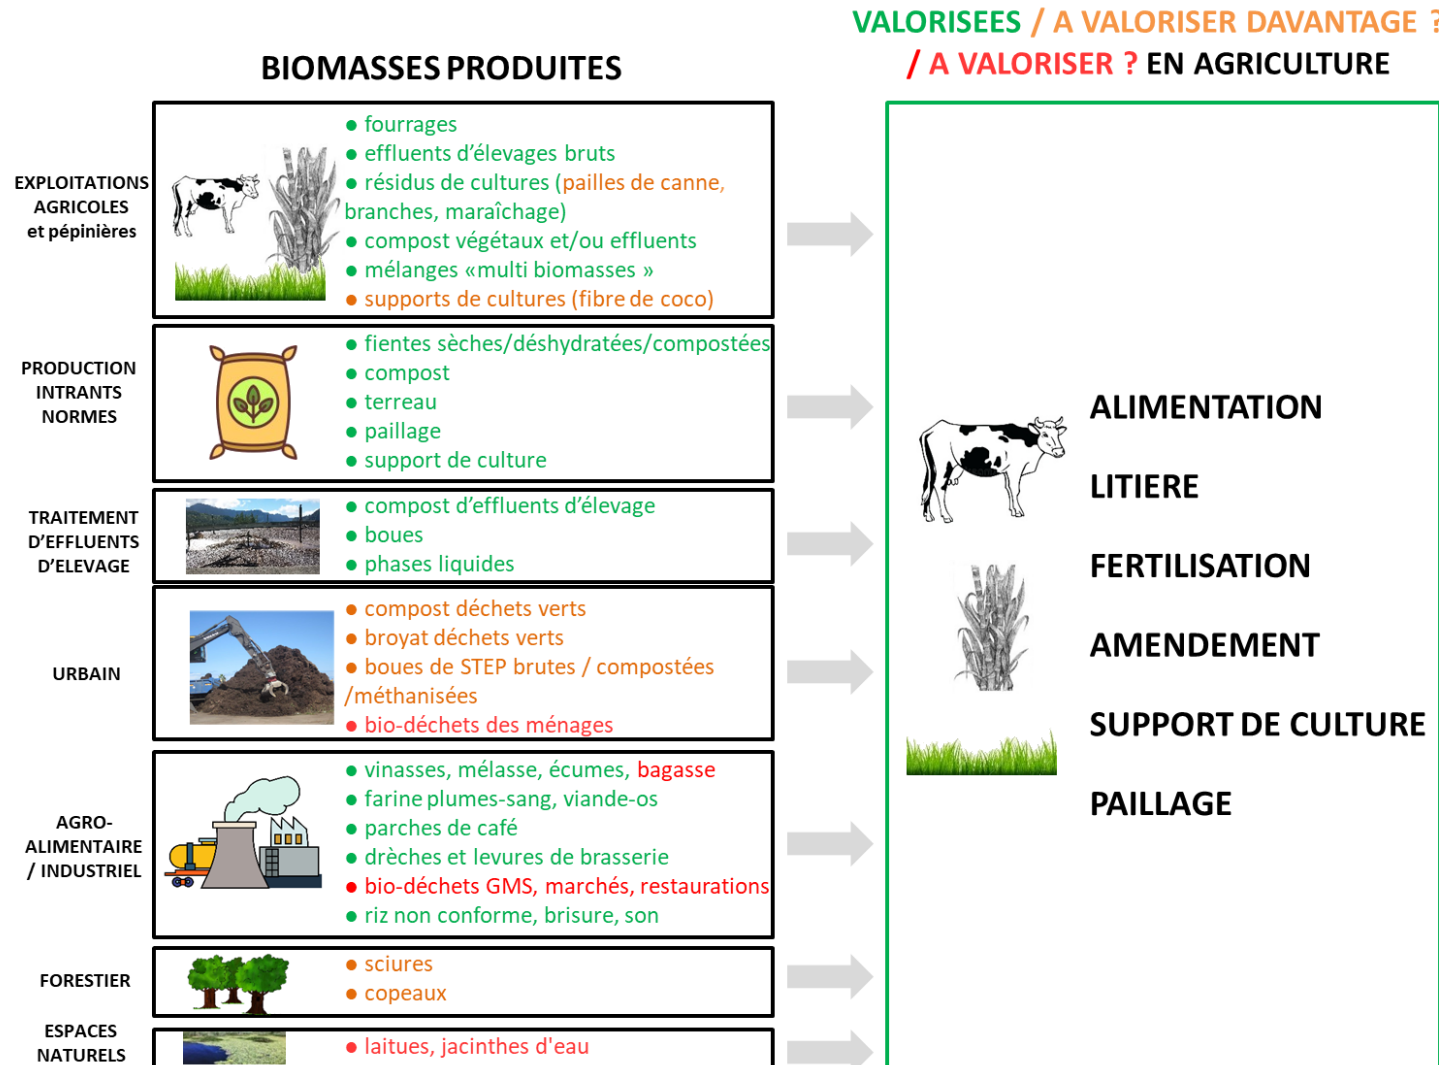 VALORISEES / A VALORISER DAVANTAGE ?
/ A VALORISER ? EN AGRICULTURE
BIOMASSES PRODUITES
EXPLOITATIONS
AGRICOLES
et pépinières
● fourrages
● effluents d’élevages bruts
● résidus de cultures (pailles de canne,
branches, maraîchage)
● compost végétaux et/ou effluents
● mélanges «multi biomasses »
● supports de cultures (fibre de coco)
PRODUCTION
INTRANTS
NORMES
● fientes sèches/déshydratées/compostées
● compost
● terreau
● paillage
● support de culture
TRAITEMENT
D’EFFLUENTS
D’ELEVAGE
● compost d’effluents d’élevage
● boues
● phases liquides
URBAIN
● compost déchets verts
● broyat déchets verts
● boues de STEP brutes / compostées
/méthanisées
● bio-déchets des ménages
AGRO-
ALIMENTAIRE
/ INDUSTRIEL
● vinasses, mélasse, écumes, bagasse
● farine plumes-sang, viande-os
● parches de café
● drèches et levures de brasserie
● bio-déchets GMS, marchés, restaurations
● riz non conforme, brisure, son
FORESTIER
● sciures
● copeaux
ESPACES
NATURELS
● laitues, jacinthes d'eau
ALIMENTATION
LITIERE
FERTILISATION
AMENDEMENT
SUPPORT DE CULTURE
PAILLAGE